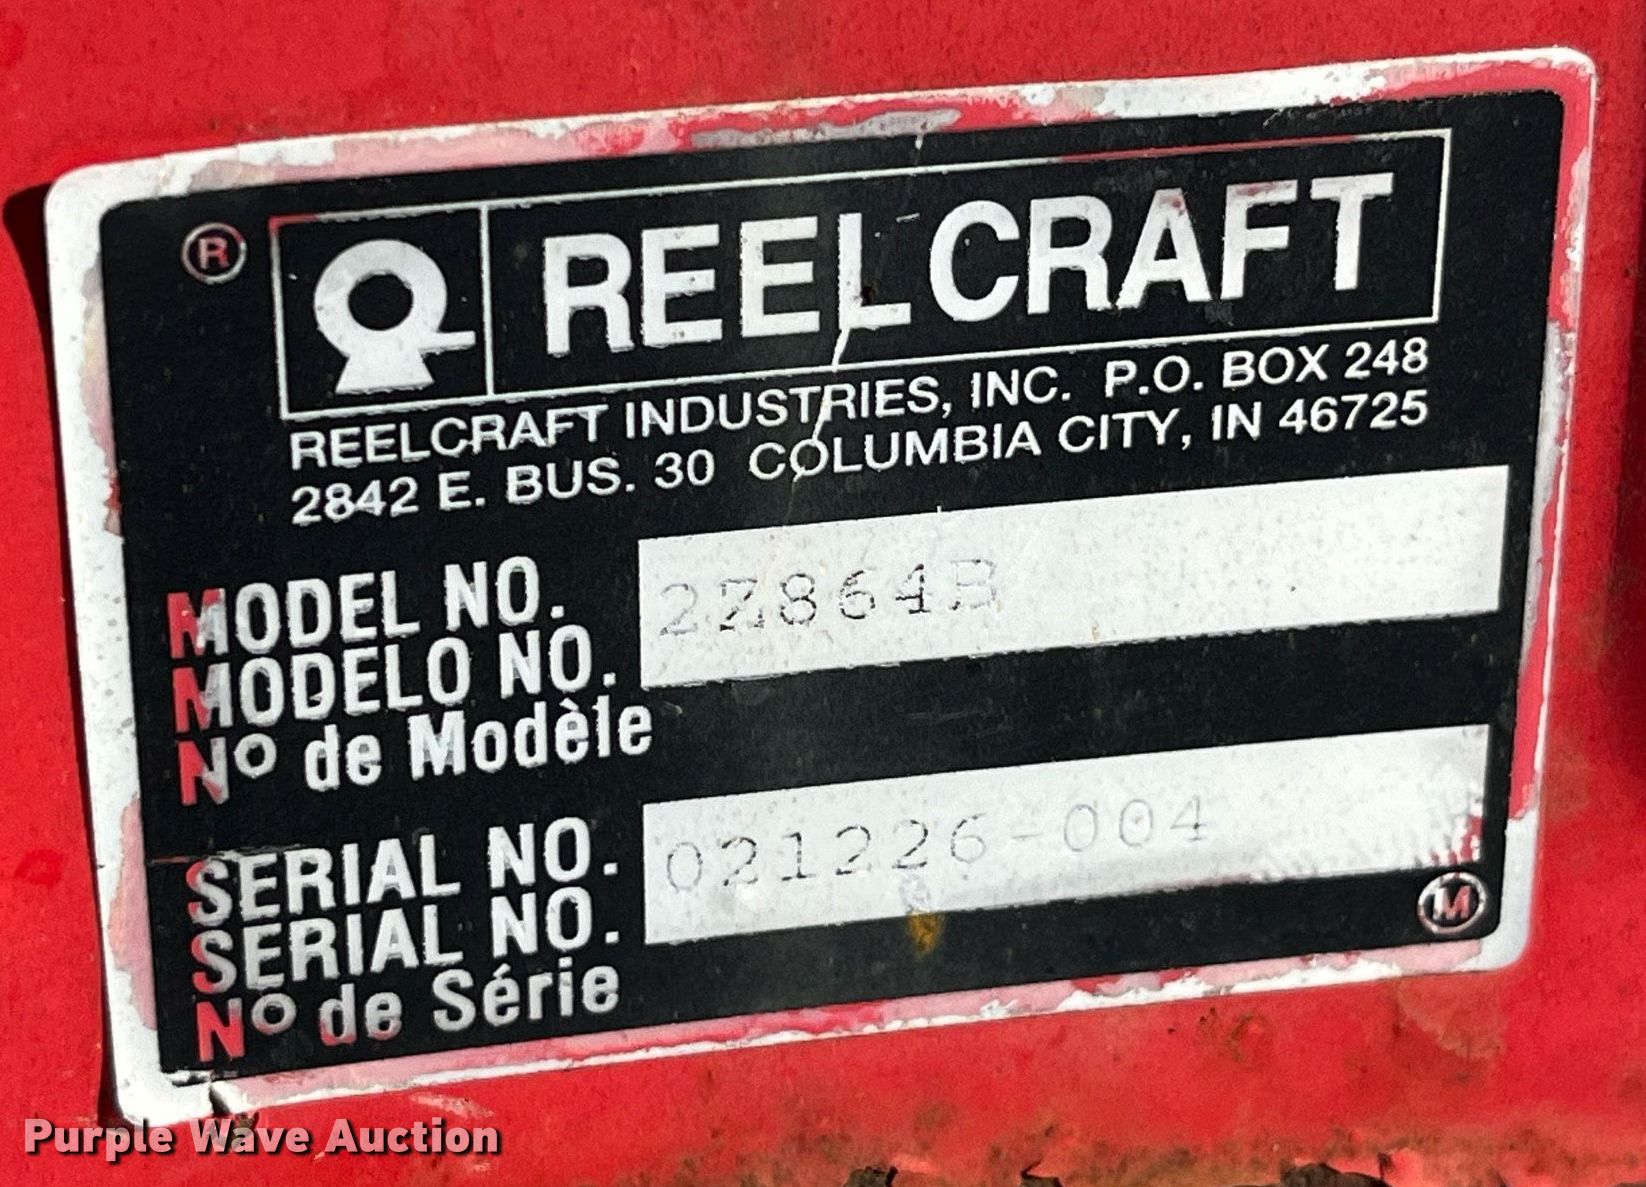 ®
REELCRAFT
REELCRAFT INDUSTRIES, INC. P.O. BOX 248
2842 E. BUS. 30 COLUMBIA CITY, IN 46725
MODEL NO.
MODELO NO.
Nº de Modèle
2Z864B
SERIAL NO.
SERIAL NO.
Nº de Série
021226-004
Ⓜ
Purple Wave Auction